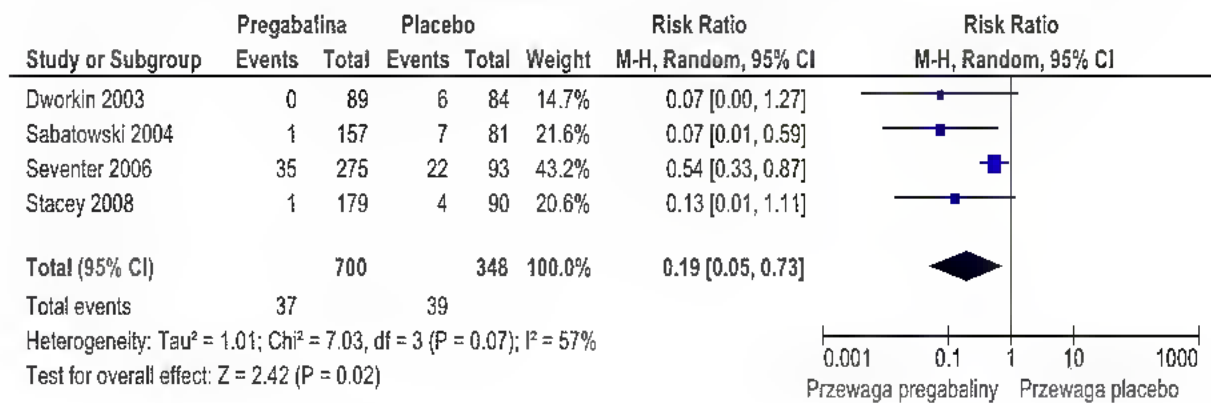 Pregabalina Placebo Risk Ratio Risk Ratio
Study or Subgroup Events Total Events Total Weight M-H, Random, 95% CI M-H, Random, 95% CI
Dworkin 2003 0 89 6 84 14.7% 0.07 [0.00, 1.27]
Sabatowski 2004 1 157 7 81 21.6% 0.07 [0.01, 0.59]
Seventer 2006 35 275 22 93 43.2% 0.54 [0.33, 0.87]
Stacey 2008 1 179 4 90 20.6% 0.13 [0.01, 1.11]
Total (95% CI) 700 348 100.0% 0.19 [0.05, 0.73]
Total events 37 39
Heterogeneity: Tau² = 1.01; Chi² = 7.03, df = 3 (P = 0.07); I² = 57%
Test for overall effect: Z = 2.42 (P = 0.02)
0.001 0.1 1 10 1000
Przewaga pregabaliny Przewaga placebo